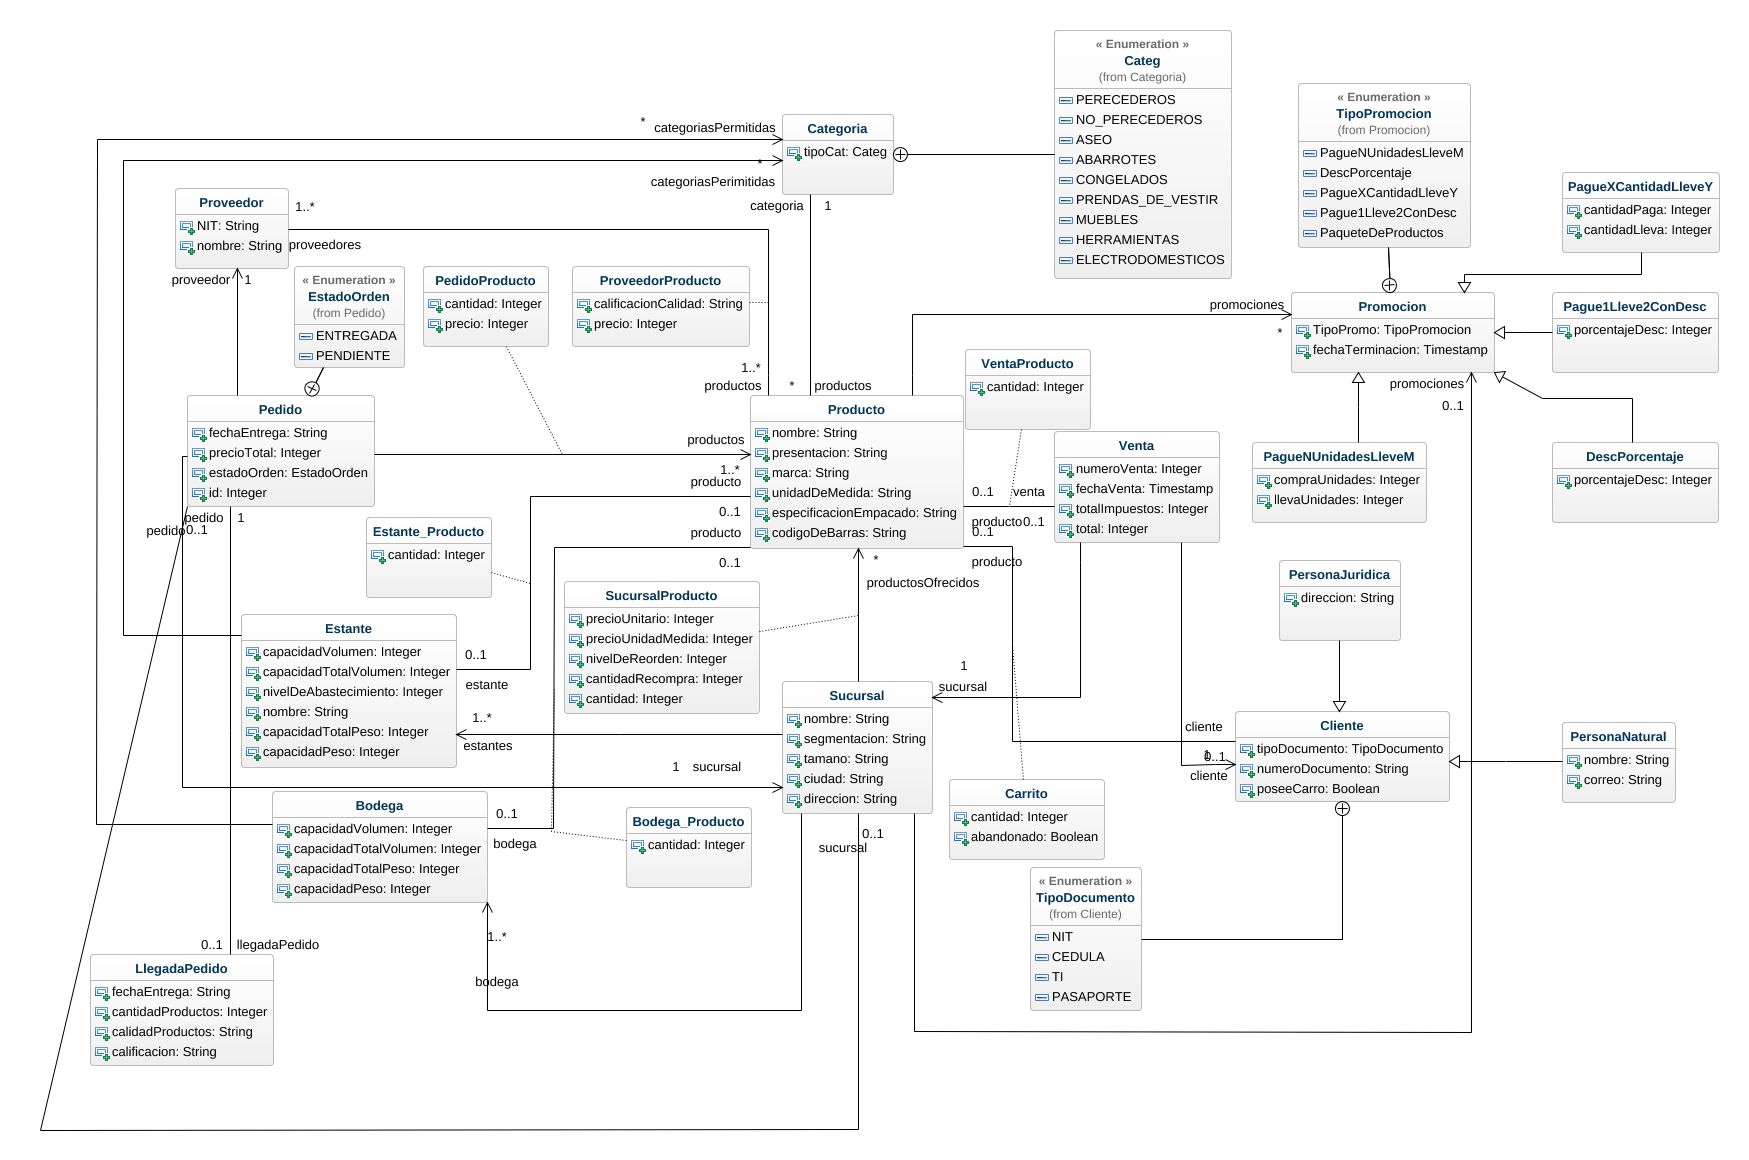 « Enumeration »
Categ
(from Categoria)
PERECEDEROS
NO_PERECEDEROS
ASEO
ABARROTES
CONGELADOS
PRENDAS_DE_VESTIR
MUEBLES
HERRAMIENTAS
ELECTRODOMESTICOS
« Enumeration »
TipoPromocion
(from Promocion)
PagueNUnidadesLleveM
DescPorcentaje
PagueXCantidadLleveY
Pague1Lleve2ConDesc
PaqueteDeProductos
* categoriasPermitidas
Categoria
tipoCat: Categ
*
categoriasPerimitidas
categoria 1
PagueXCantidadLleveY
cantidadPaga: Integer
cantidadLleva: Integer
Proveedor
NIT: String
nombre: String
1..*
proveedores
proveedor 1
« Enumeration »
EstadoOrden
(from Pedido)
ENTREGADA
PENDIENTE
PedidoProducto
cantidad: Integer
precio: Integer
ProveedorProducto
calificacionCalidad: String
precio: Integer
promociones
*
Promocion
TipoPromo: TipoPromocion
fechaTerminacion: Timestamp
Pague1Lleve2ConDesc
porcentajeDesc: Integer
VentaProducto
cantidad: Integer
1..*
productos
* productos
promociones
0..1
Pedido
fechaEntrega: String
precioTotal: Integer
estadoOrden: EstadoOrden
id: Integer
productos
1..*
producto
0..1
producto
0..1
Producto
nombre: String
presentacion: String
marca: String
unidadDeMedida: String
especificacionEmpacado: String
codigoDeBarras: String
0..1 venta
producto 0..1
0..1
producto
Venta
numeroVenta: Integer
fechaVenta: Timestamp
totalImpuestos: Integer
total: Integer
PagueNUnidadesLleveM
compraUnidades: Integer
llevaUnidades: Integer
DescPorcentaje
porcentajeDesc: Integer
pedido 1
pedido 0..1
Estante_Producto
cantidad: Integer
*
productosOfrecidos
SucursalProducto
precioUnitario: Integer
precioUnidadMedida: Integer
nivelDeReorden: Integer
cantidadRecompra: Integer
cantidad: Integer
PersonaJuridica
direccion: String
Estante
capacidadVolumen: Integer
capacidadTotalVolumen: Integer
nivelDeAbastecimiento: Integer
nombre: String
capacidadTotalPeso: Integer
capacidadPeso: Integer
0..1
estante
1..*
estantes
1 sucursal
1
sucursal
Sucursal
nombre: String
segmentacion: String
tamano: String
ciudad: String
direccion: String
cliente
1
0..1
cliente
Cliente
tipoDocumento: TipoDocumento
numeroDocumento: String
poseeCarro: Boolean
PersonaNatural
nombre: String
correo: String
Bodega
capacidadVolumen: Integer
capacidadTotalVolumen: Integer
capacidadTotalPeso: Integer
capacidadPeso: Integer
0..1
bodega
Bodega_Producto
cantidad: Integer
0..1
sucursal
Carrito
cantidad: Integer
abandonado: Boolean
« Enumeration »
TipoDocumento
(from Cliente)
NIT
CEDULA
TI
PASAPORTE
1..*
bodega
0..1 llegadaPedido
LlegadaPedido
fechaEntrega: String
cantidadProductos: Integer
calidadProductos: String
calificacion: String